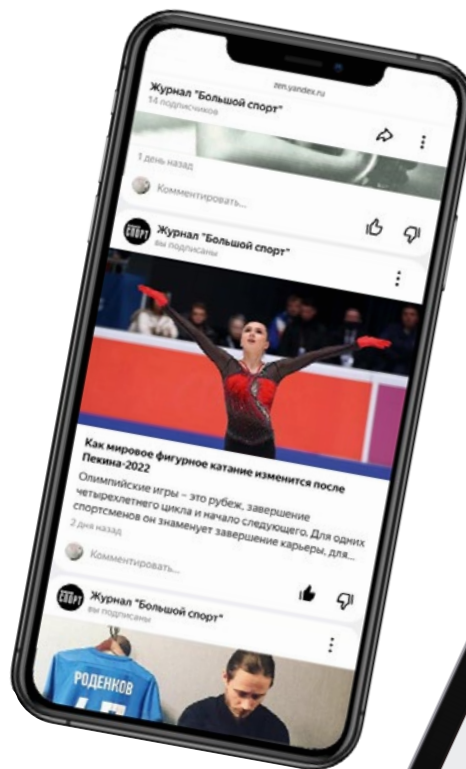 zen.yandex.ru
Журнал "Большой спорт"
14 подписчиков
1 день назад
Комментировать...
СПОРТ
Журнал "Большой спорт"
вы подписаны
Как мировое фигурное катание изменится после
Пекина-2022
Олимпийские игры – это рубеж, завершение
четырехлетнего цикла и начало следующего. Для одних
спортсменов он знаменует завершение карьеры, для...
2 дня назад
Комментировать...
СПОРТ
Журнал "Большой спорт"
вы подписаны
РОДЕНКОВ